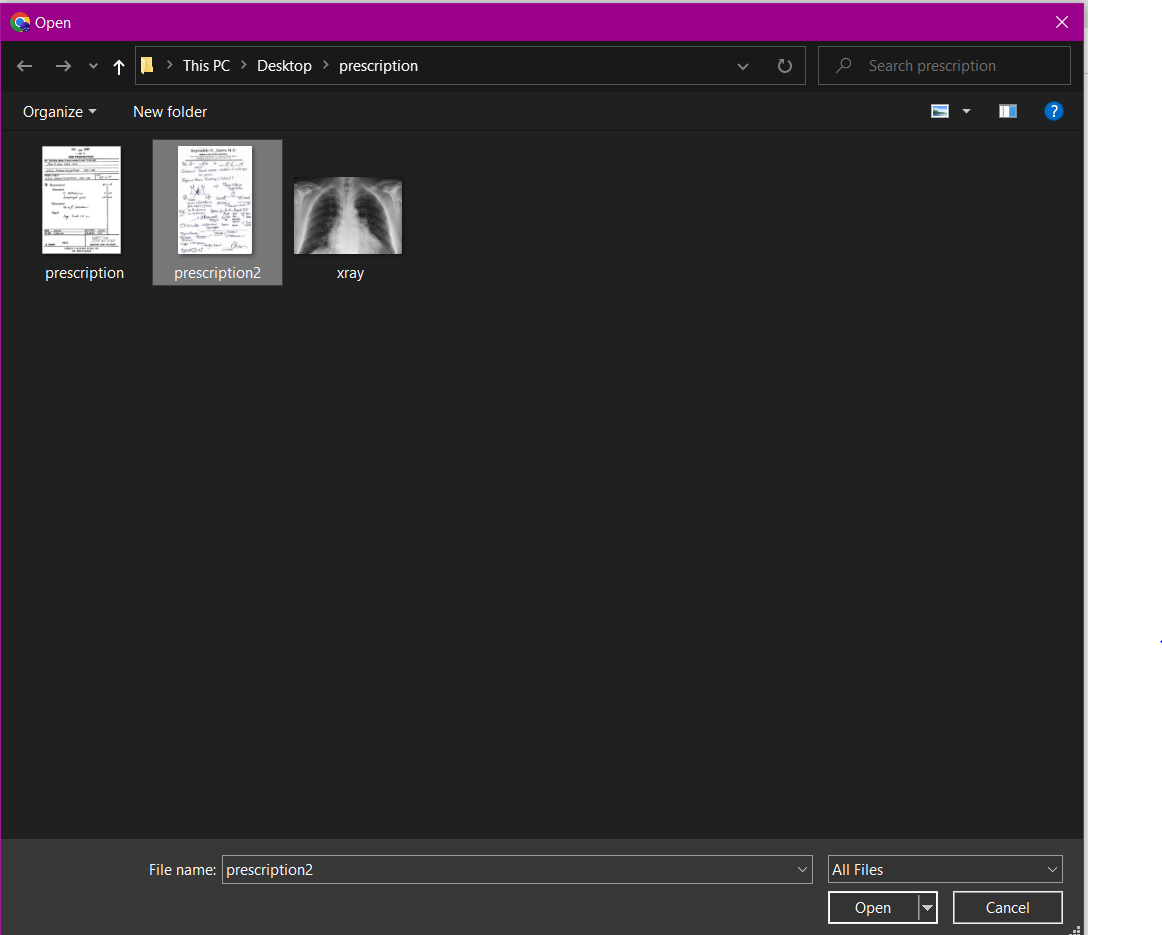 Open
This PC > Desktop > prescription
Search prescription
Organize
New folder
?
prescription
prescription2
xray
File name:
prescription2
All Files
Open
Cancel